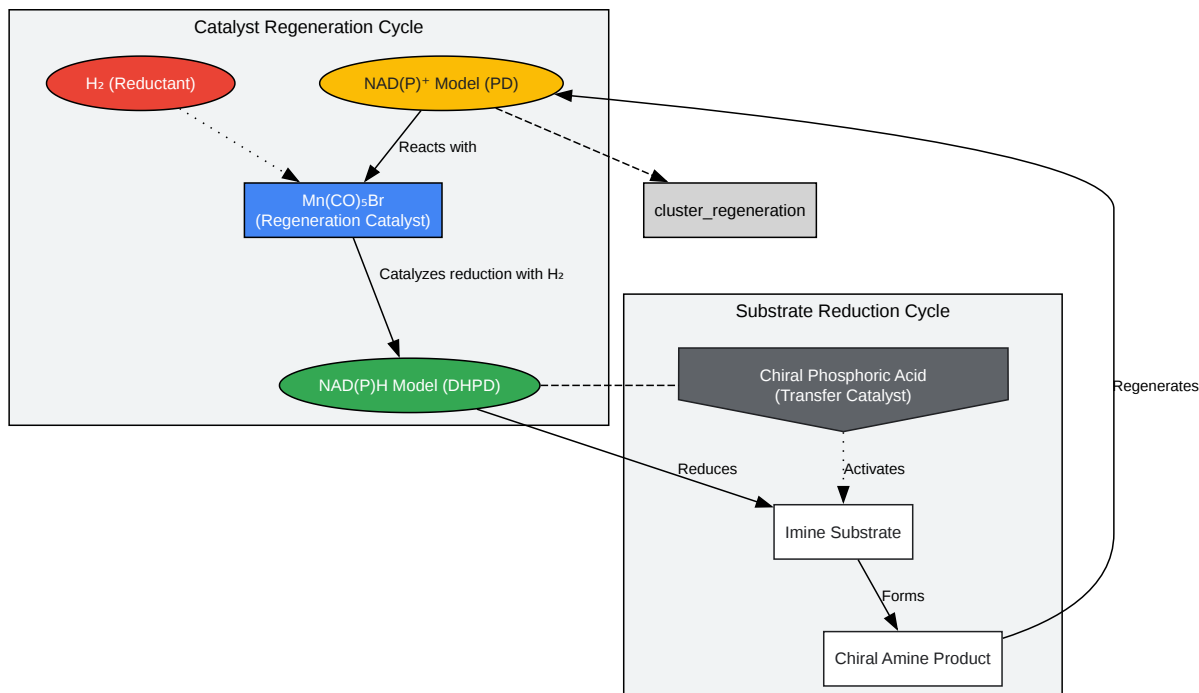 Catalyst Regeneration Cycle
H₂ (Reductant)
NAD(P)⁺ Model (PD)
Reacts with
Mn(CO)₅Br
(Regeneration Catalyst)
cluster_regeneration
Catalyzes reduction with H₂
Substrate Reduction Cycle
NAD(P)H Model (DHPD)
Chiral Phosphoric Acid
(Transfer Catalyst)
Regenerates
Reduces
Activates
Imine Substrate
Forms
Chiral Amine Product